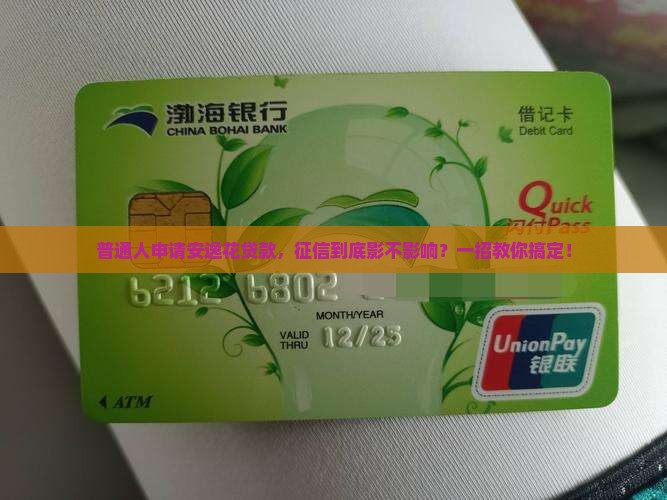 渤海银行
CHINA BOHAI BANK
借记卡
Debit Card
Quick
闪付Pass
普通人申请安逸花贷款，征信到底影不影响？一招教你搞定！
6212 6802
MONTH/YEAR
VALID THRU 12/25
UnionPay
银联
ATM